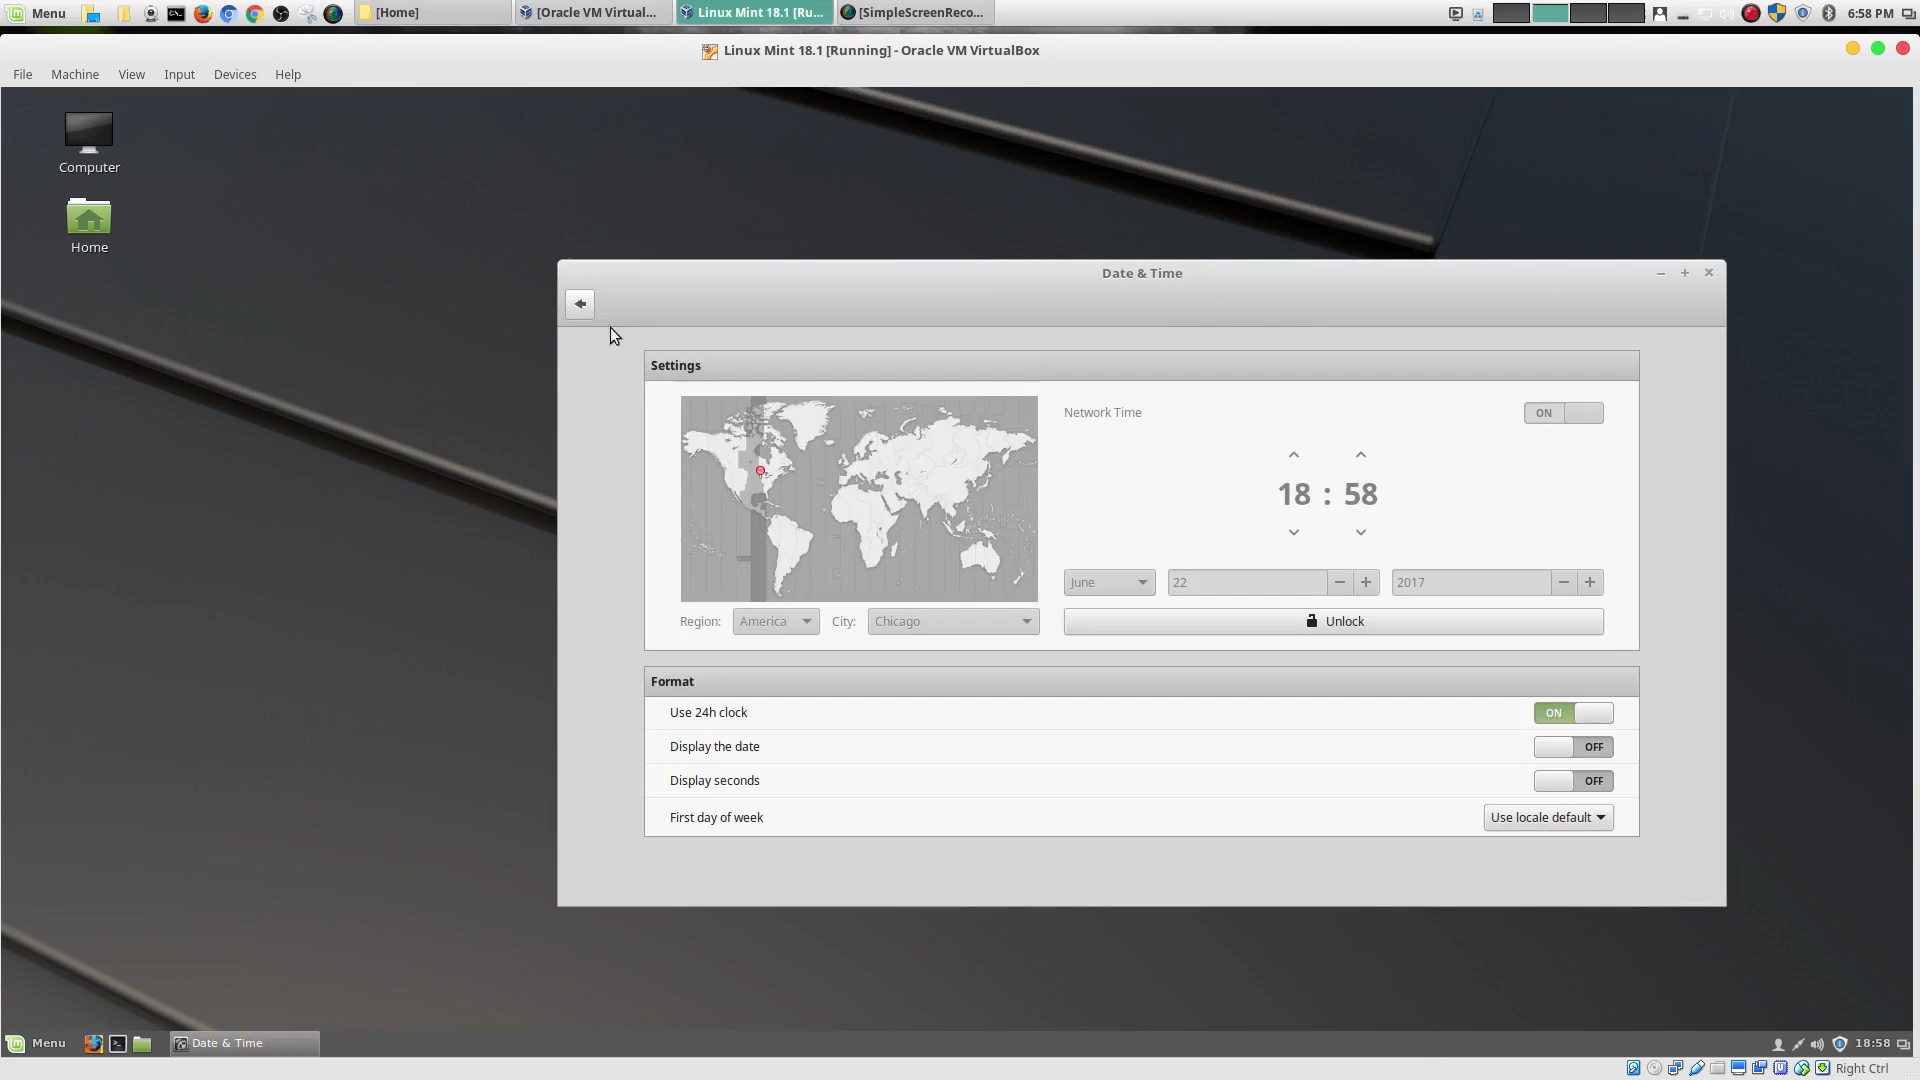 Menu [Home] [Oracle VM Virtual... Linux Mint 18.1 [Ru... [SimpleScreenReco... 6:58 PM
Linux Mint 18.1 [Running] - Oracle VM VirtualBox
File Machine View Input Devices Help
Computer
Home
Date & Time
Settings
Network Time ON
18 : 58
June 22 2017
Region: America City: Chicago Unlock
Format
Use 24h clock ON
Display the date OFF
Display seconds OFF
First day of week Use locale default
Menu Date & Time 18:58
Right Ctrl